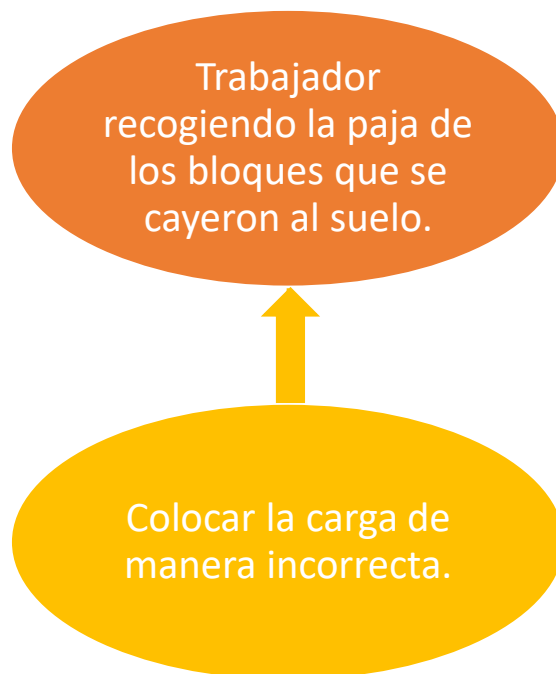 Trabajador
recogiendo la paja de
los bloques que se
cayeron al suelo.
Colocar la carga de
manera incorrecta.